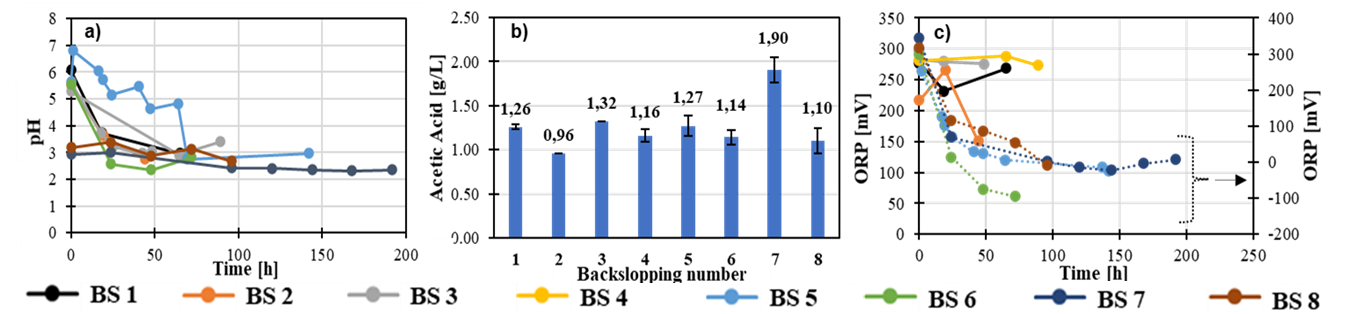 a)
8
7
6
5
4
3
2
1
0
pH
0 50 100 150 200
Time [h]
b)
2.50
2.00
1.50
1.00
0.50
0.00
Acetic Acid [g/L]
1,26
0,96
1,32
1,16
1,27
1,14
1,90
1,10
1 2 3 4 5 6 7 8
Backslopping number
c)
350
300
250
200
150
100
50
0
ORP [mV]
400
300
200
100
0
-100
-200
ORP [mV]
0 50 100 150 200 250
Time [h]
BS 1 BS 2 BS 3 BS 4 BS 5 BS 6 BS 7 BS 8